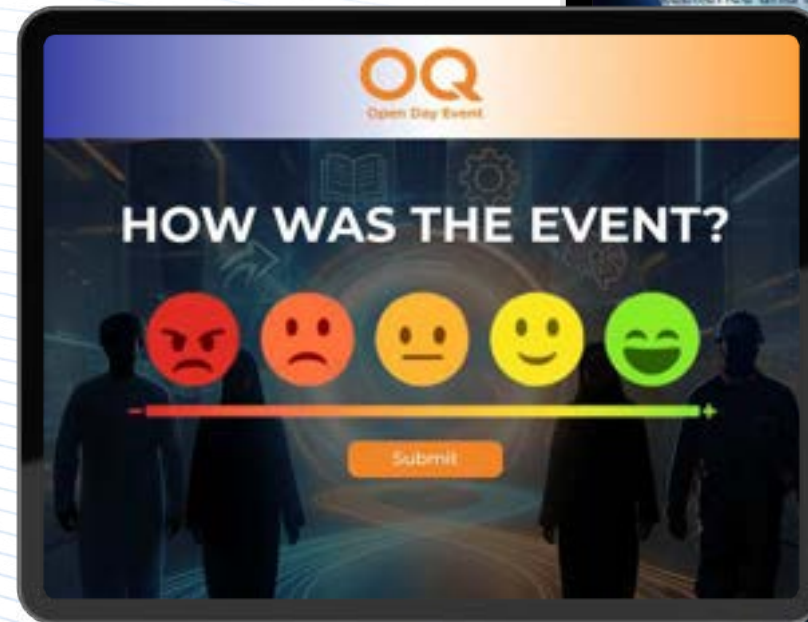 OQ
Open Day Event
HOW WAS THE EVENT?
- +
Submit